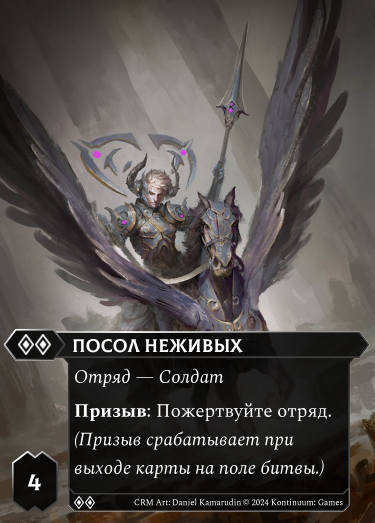 ПОСОЛ НЕЖИВЫХ
Отряд — Солдат
Призыв: Пожертвуйте отряд.
(Призыв срабатывает при
выходе карты на поле битвы.)
4
CRM Art: Daniel Kamarudin © 2024 Kontinuum: Games